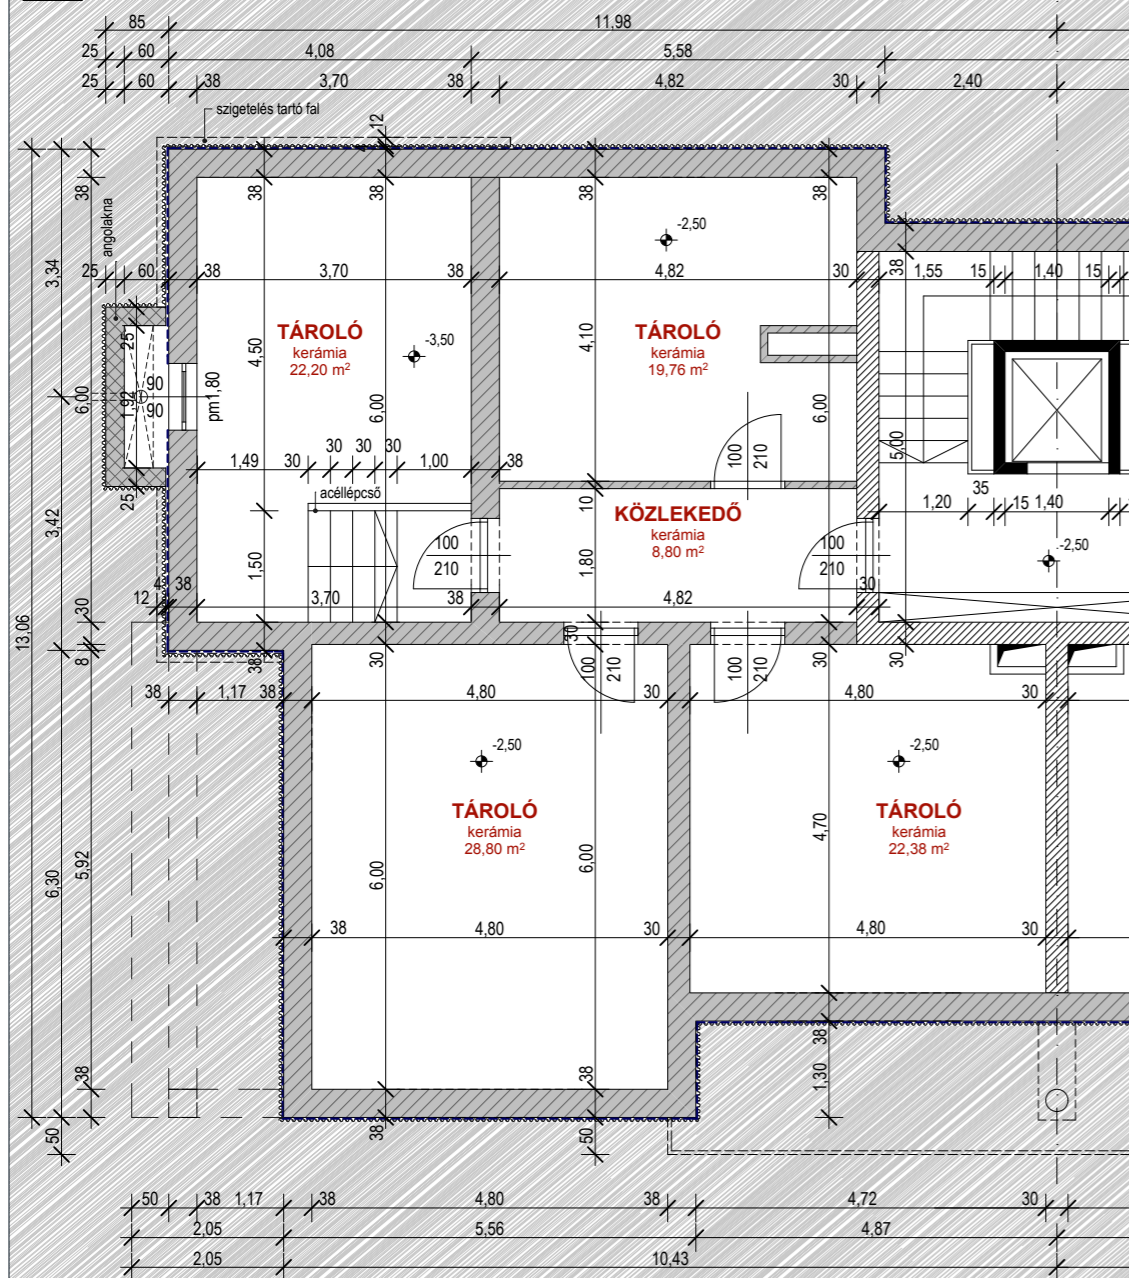 85 11,98
25 60 4,08 5,58
25 60 38 3,70 38 4,82 30 2,40
szigetelés tartó fal
12
38 38 38 38 38
angolakna
-2,50
3,34
25 60 38 3,70 38 4,82 30 38 1,55 15 1,40 15
TÁROLÓ
kerámia
22,20 m²
-3,50
TÁROLÓ
kerámia
19,76 m²
25
4,50
4,10
6,00
1,92
90
90
pm1,80
6,00
6,00
5,00
30 30
1,49 30 30 1,00 38
100
210
acéllépcső
25
3,42
10
KÖZLEKEDŐ
kerámia
8,80 m²
35
1,20 15 1,40
100
210
100
210
-2,50
1,50
1,80
4
12 38 3,70 38 4,82 30
13,06
30
8
38
30
30
30
30
100
210
100
210
38 1,17 38 4,80 30 4,80 30
-2,50
-2,50
TÁROLÓ
kerámia
28,80 m²
TÁROLÓ
kerámia
22,38 m²
6,30
5,92
6,00
6,00
4,70
38 4,80 30 4,80 30
38
38
38
1,30
50
38
50
50 38 1,17 38 4,80 38 4,72 30
2,05 5,56 4,87
2,05 10,43